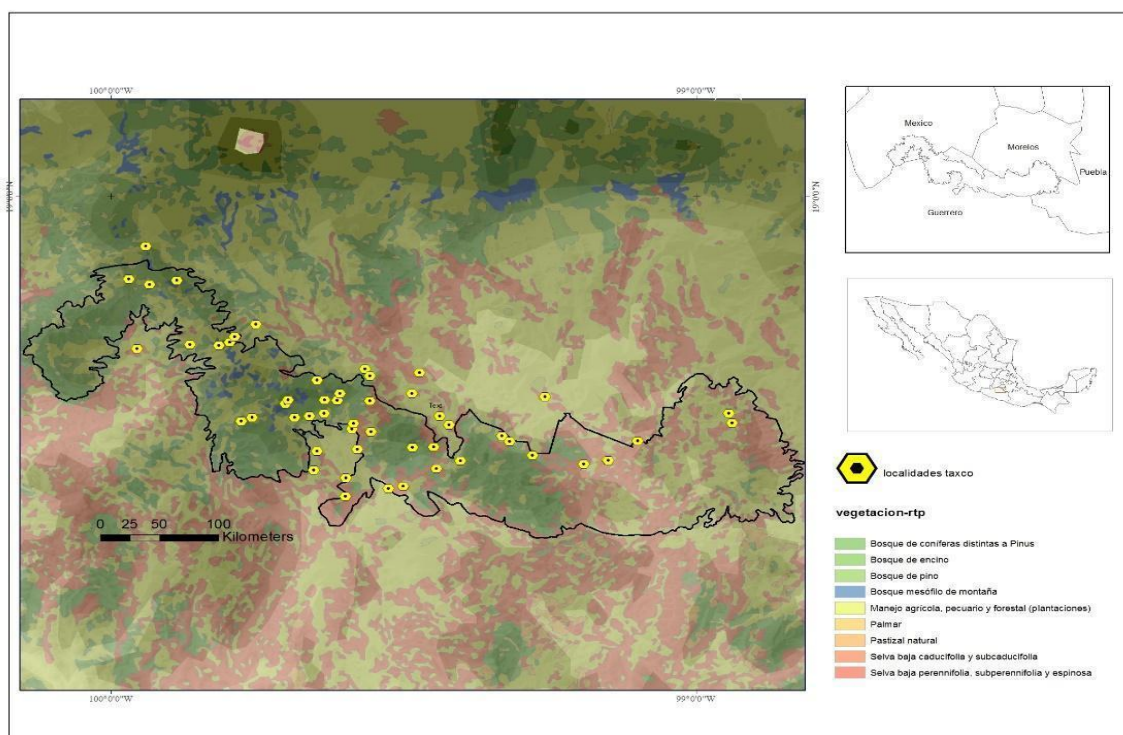 100°0'0"W
99°0'0"W
19°0'0"N
19°0'0"N
Tex
0 25 50 100
Kilometers
100°0'0"W
99°0'0"W
Mexico
Morelos
Puebla
Guerrero
localidades taxco
vegetacion-rtp
Bosque de coníferas distintas a Pinus
Bosque de encino
Bosque de pino
Bosque mesófilo de montaña
Manejo agrícola, pecuario y forestal (plantaciones)
Palmar
Pastizal natural
Selva baja caducifolia y subcaducifolia
Selva baja perennifolia, subperennifolia y espinosa